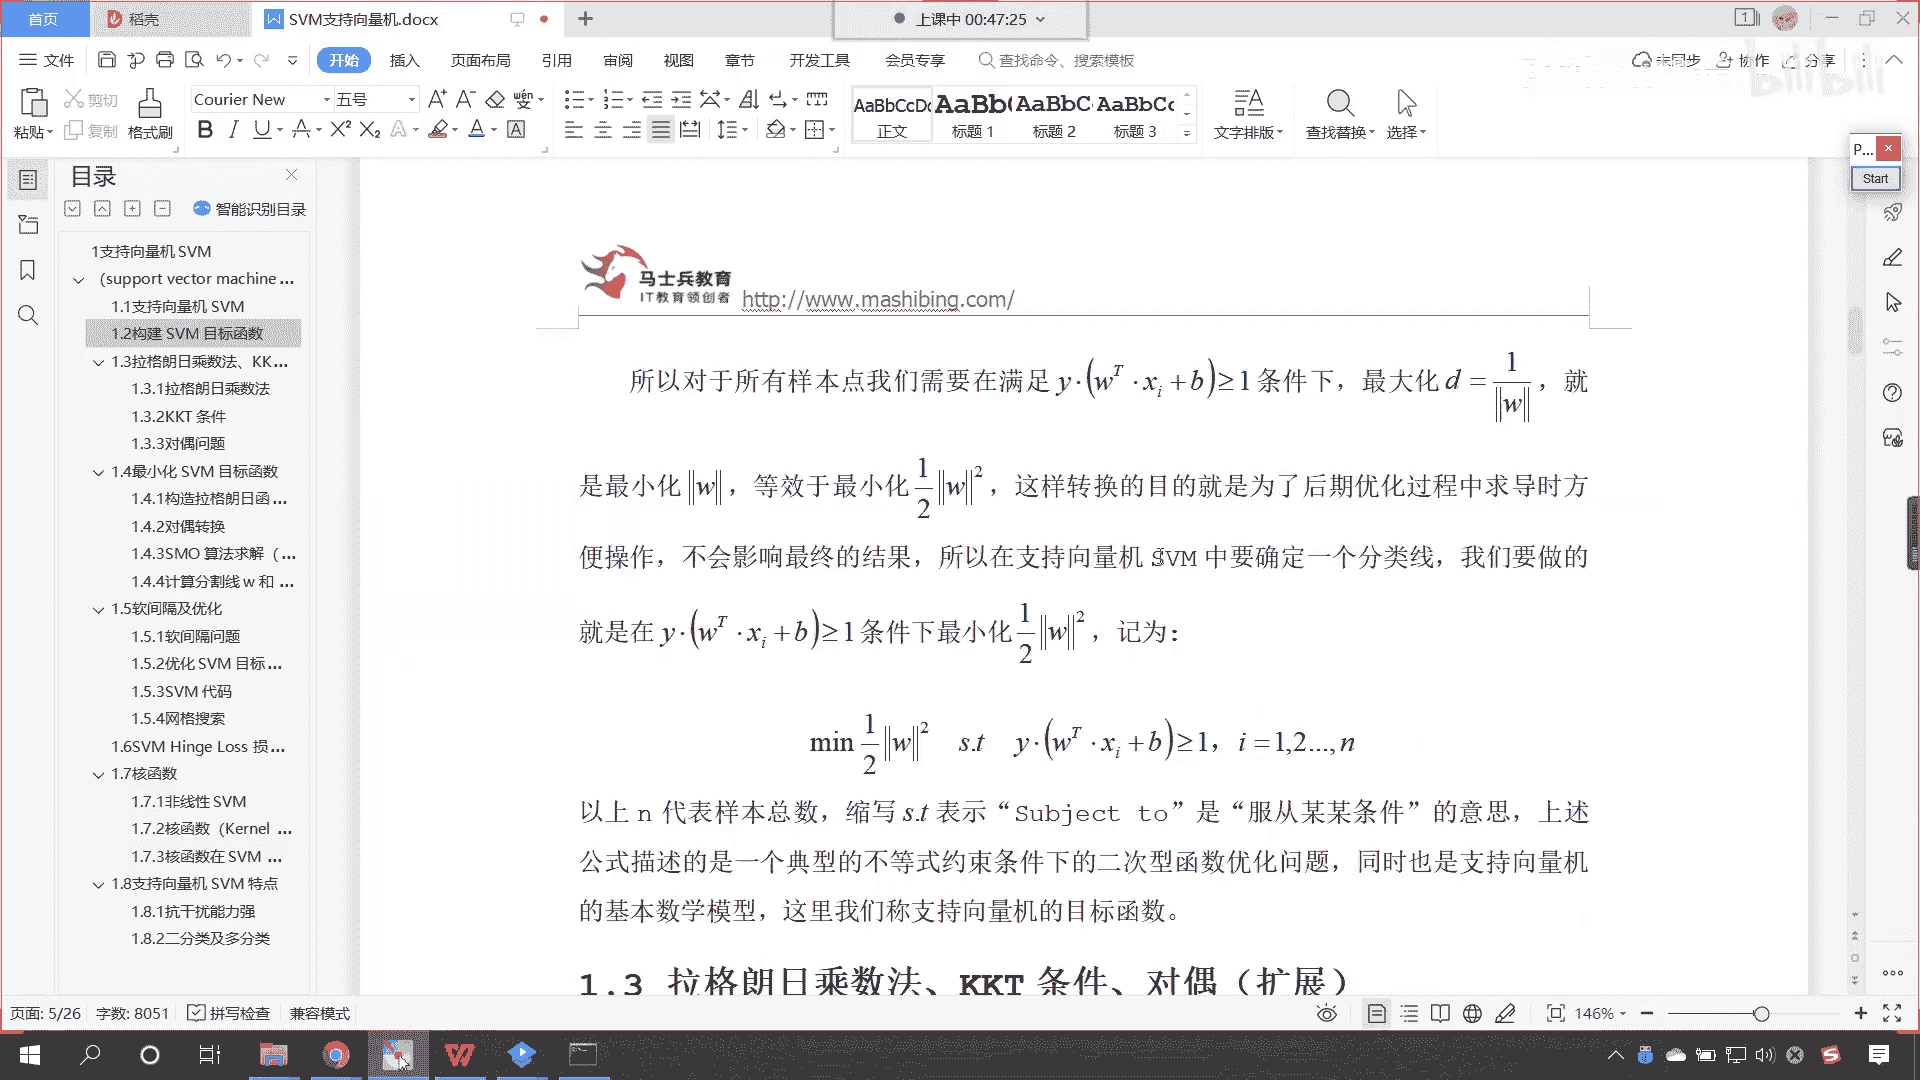 首页
稻壳
SVM支持向量机.docx
上课中 00:47:25
文件
开始
插入
页面布局
引用
审阅
视图
章节
开发工具
会员专享
查找命令、搜索模板
未同步
协作
分享
bilibili
粘贴
剪切
复制
格式刷
Courier New
五号
AaBbCcDd
正文
AaBb(
标题 1
AaBbC
标题 2
AaBbCc
标题 3
文字排版
查找替换
选择
P...
Start
目录
智能识别目录
1支持向量机 SVM
（support vector machine ...
1.1支持向量机 SVM
1.2构建 SVM 目标函数
1.3拉格朗日乘数法、KK...
1.3.1拉格朗日乘数法
1.3.2KKT 条件
1.3.3对偶问题
1.4最小化 SVM 目标函数
1.4.1构造拉格朗日函 ...
1.4.2对偶转换
1.4.3SMO 算法求解（ ...
1.4.4计算分割线 w 和 ...
1.5软间隔及优化
1.5.1软间隔问题
1.5.2优化 SVM 目标 ...
1.5.3SVM 代码
1.5.4网格搜索
1.6SVM Hinge Loss 损...
1.7核函数
1.7.1非线性 SVM
1.7.2核函数（Kernel ...
1.7.3核函数在 SVM ...
1.8支持向量机 SVM 特点
1.8.1抗干扰能力强
1.8.2二分类及多分类
马士兵教育
IT教育领创者
http://www.mashibing.com/
所以对于所有样本点我们需要在满足 y·(w^T·x_i+b)≥1 条件下，最大化 d = 1/‖w‖，就
是最小化‖w‖，等效于最小化 1/2‖w‖²，这样转换的目的就是为了后期优化过程中求导时方
便操作，不会影响最终的结果，所以在支持向量机 SVM 中要确定一个分类线，我们要做的
就是在 y·(w^T·x_i+b)≥1 条件下最小化 1/2‖w‖²，记为：
min 1/2‖w‖² s.t y·(w^T·x_i+b)≥1，i=1,2...,n
以上 n 代表样本总数，缩写 s.t 表示“Subject to”是“服从某某条件”的意思，上述
公式描述的是一个典型的不等式约束条件下的二次型函数优化问题，同时也是支持向量机
的基本数学模型，这里我们称支持向量机的目标函数。
1.3 拉格朗日乘数法、KKT 条件、对偶（扩展）
页面: 5/26
字数: 8051
拼写检查
兼容模式
146%